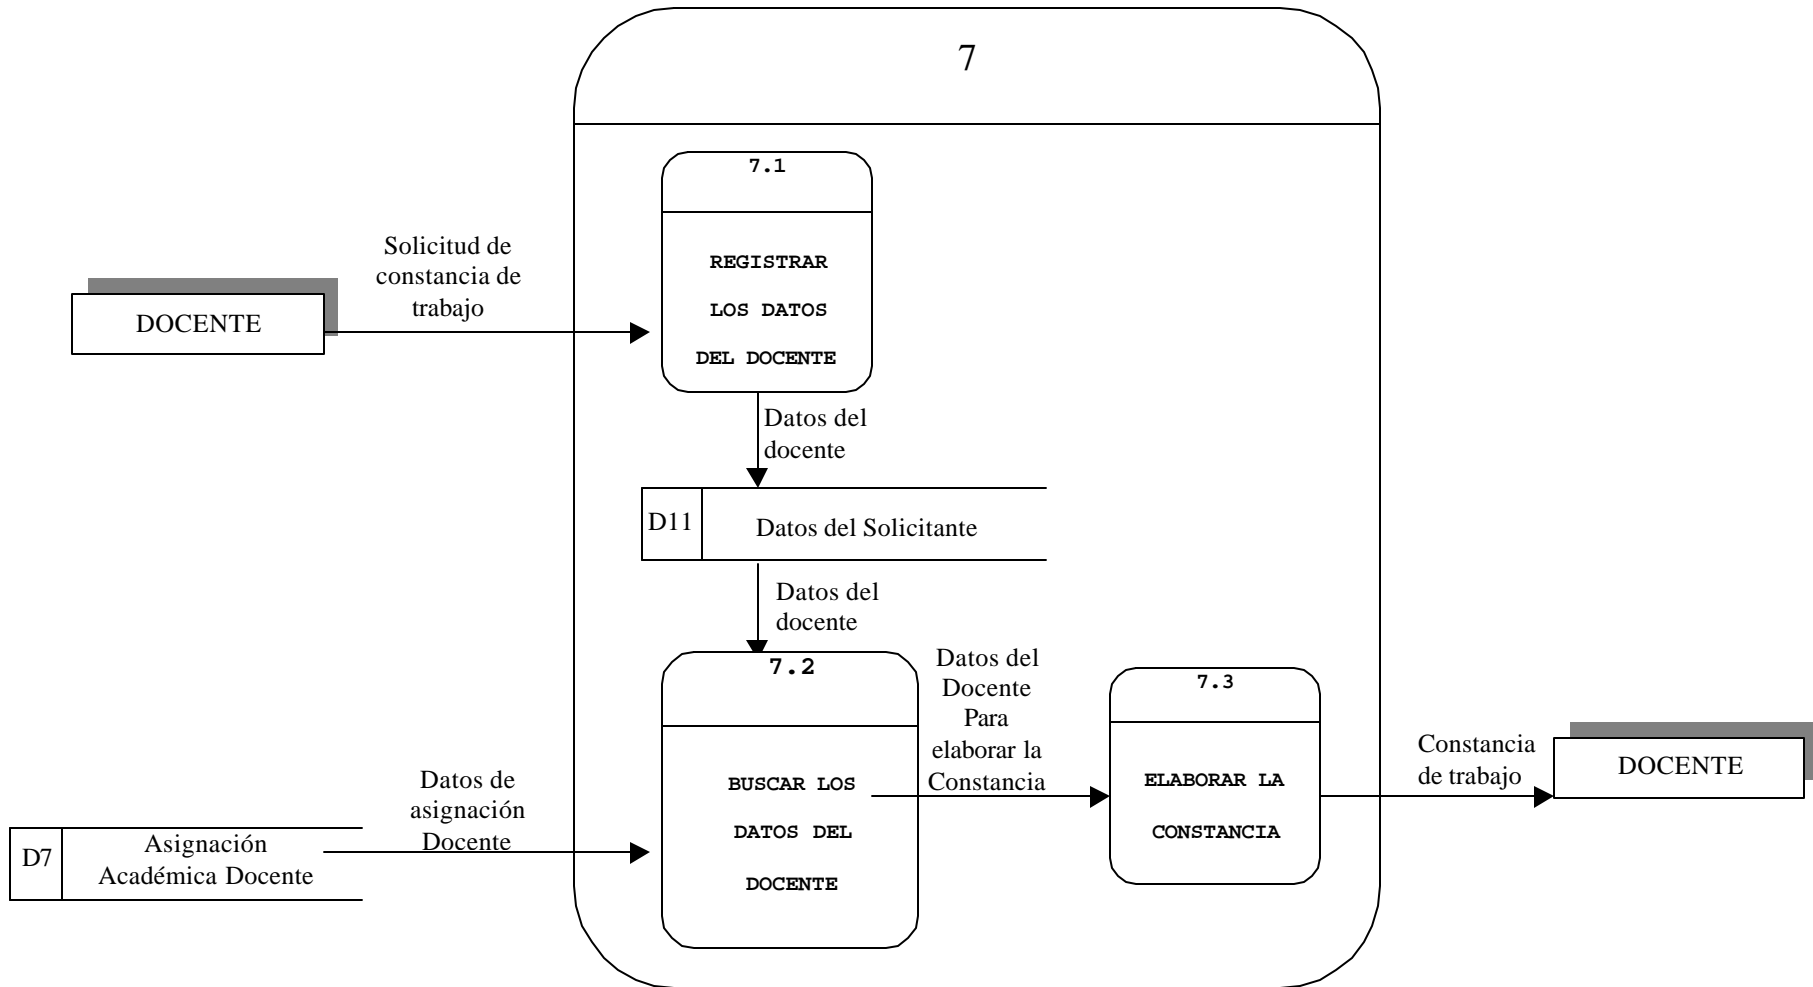 7
7.1
REGISTRAR
LOS DATOS
DEL DOCENTE
Solicitud de
constancia de
trabajo
DOCENTE
Datos del
docente
D11
Datos del Solicitante
Datos del
docente
7.2
BUSCAR LOS
DATOS DEL
DOCENTE
Datos de
asignación
Docente
D7
Asignación
Académica Docente
Datos del
Docente
Para
elaborar la
Constancia
7.3
ELABORAR LA
CONSTANCIA
Constancia
de trabajo
DOCENTE